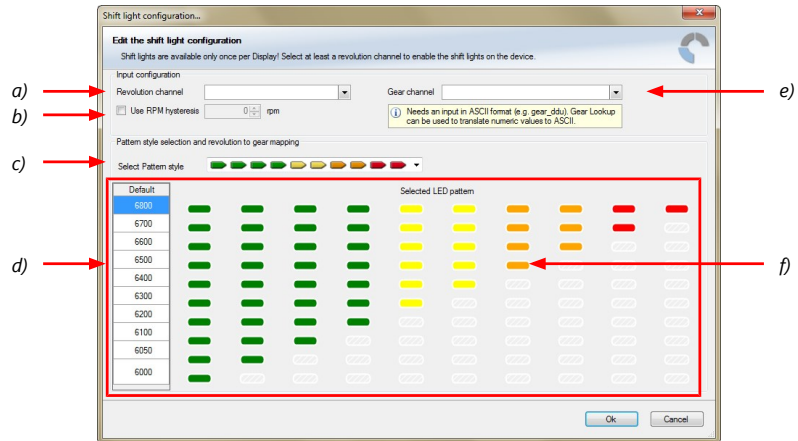 Shift light configuration...
Edit the shift light configuration
Shift lights are available only once per Display! Select at least a revolution channel to enable the shift lights on the device.
Input configuration
a) Revolution channel Gear channel e)
b) Use RPM hysteresis 0 rpm Needs an input in ASCII format (e.g. gear_ddu). Gear Lookup
can be used to translate numeric values to ASCII.
Pattern style selection and revolution to gear mapping
c) Select Pattern style
Default Selected LED pattern
6800
6700
6600
d) 6500 f)
6400
6300
6200
6100
6050
6000
Ok Cancel